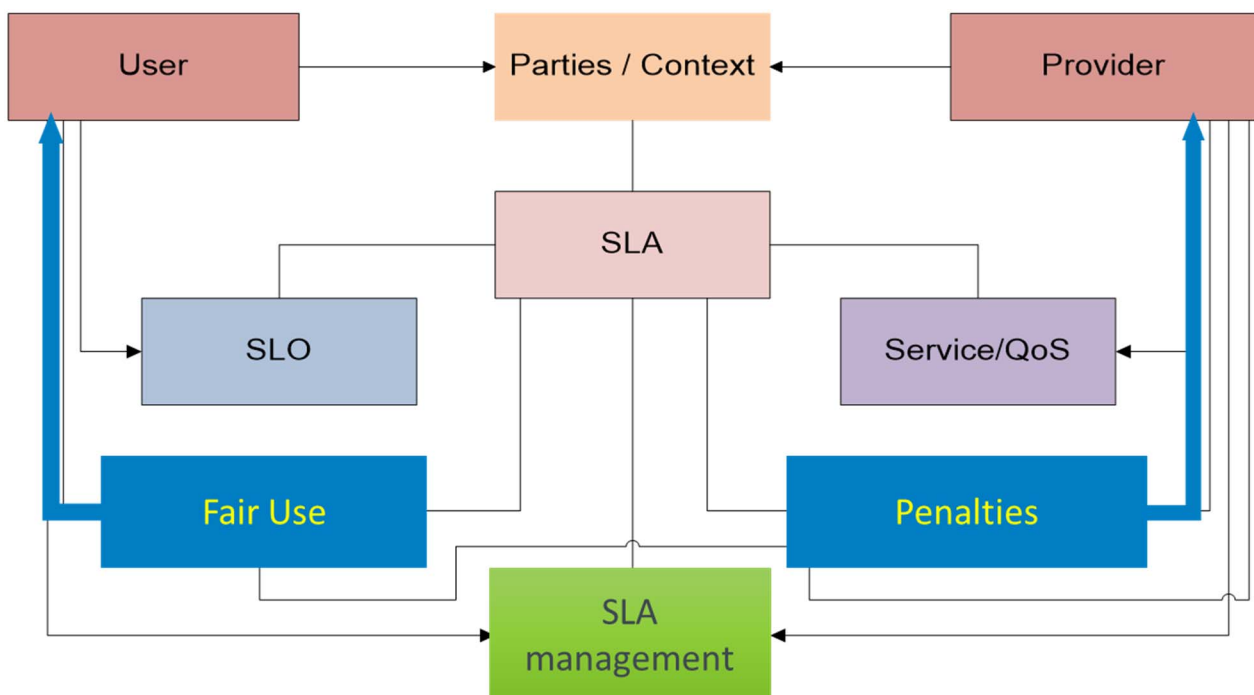 User
Parties / Context
Provider
SLA
SLO
Service/QoS
Fair Use
Penalties
SLA
management